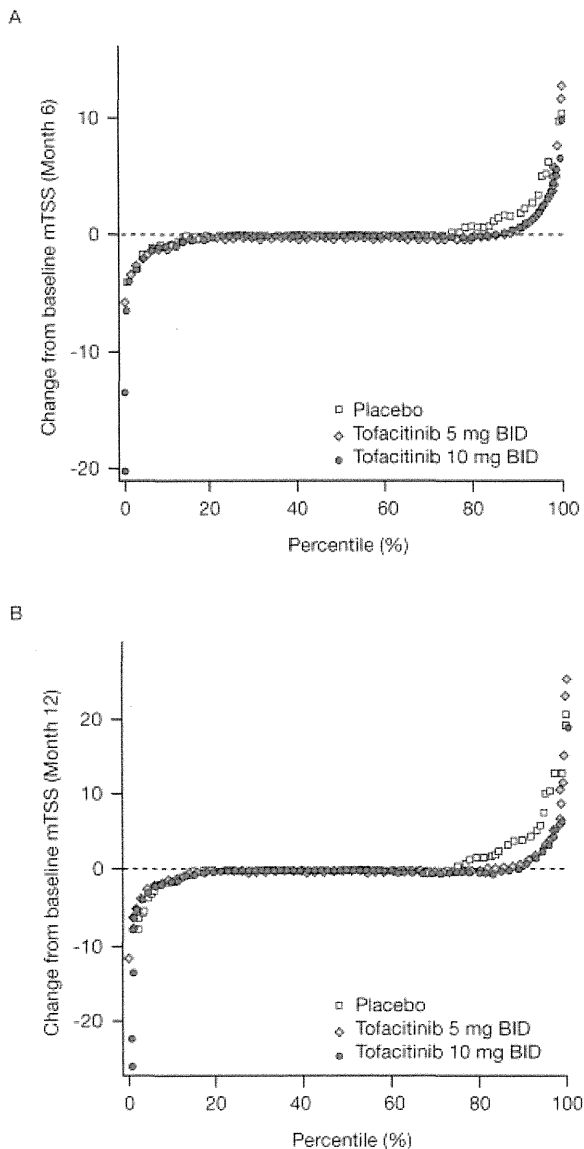 A
Change from baseline mTSS (Month 6)
10
0
-10
-20
Placebo
Tofacitinib 5 mg BID
Tofacitinib 10 mg BID
0 20 40 60 80 100
Percentile (%)
B
Change from baseline mTSS (Month 12)
20
10
0
-10
-20
Placebo
Tofacitinib 5 mg BID
Tofacitinib 10 mg BID
0 20 40 60 80 100
Percentile (%)